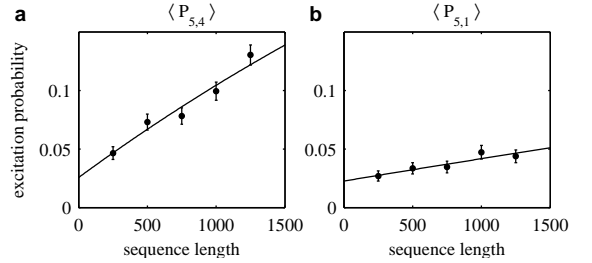 a ⟨ P5,4 ⟩
b ⟨ P5,1 ⟩
excitation probability
0.1
0.05
0
0 500 1000 1500
sequence length
0.1
0.05
0
0 500 1000 1500
sequence length